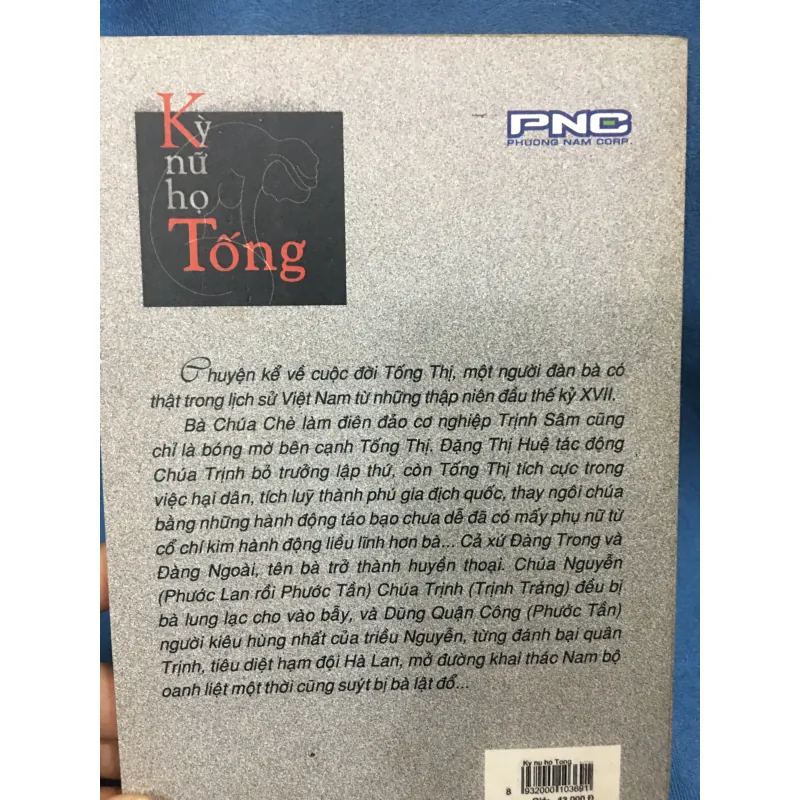 Kỳ
nữ
họ
Tống
PNC
PHUONG NAM CORP.
Chuyện kể về cuộc đời Tống Thị, một người đàn bà có
thật trong lịch sử Việt Nam từ những thập niên đầu thế kỷ XVII.
Bà Chúa Chè làm điên đảo cơ nghiệp Trịnh Sâm cũng
chỉ là bóng mờ bên cạnh Tống Thị. Đặng Thị Huệ tác động
Chúa Trịnh bỏ trưởng lập thứ, còn Tống Thị tích cực trong
việc hại dân, tích luỹ thành phú gia địch quốc, thay ngôi chúa
bằng những hành động táo bạo chưa dễ đã có mấy phụ nữ từ
cổ chí kim hành động liều lĩnh hơn bà... Cả xứ Đàng Trong và
Đàng Ngoài, tên bà trở thành huyền thoại. Chúa Nguyễn
(Phước Lan rồi Phước Tần) Chúa Trịnh (Trịnh Tráng) đều bị
bà lung lạc cho vào bẫy, và Dũng Quận Công (Phước Tần)
người kiêu hùng nhất của triều Nguyễn, từng đánh bại quân
Trịnh, tiêu diệt hạm đội Hà Lan, mở đường khai thác Nam bộ
oanh liệt một thời cũng suýt bị bà lật đổ...
Ky nu ho Tong
8 932000 103691